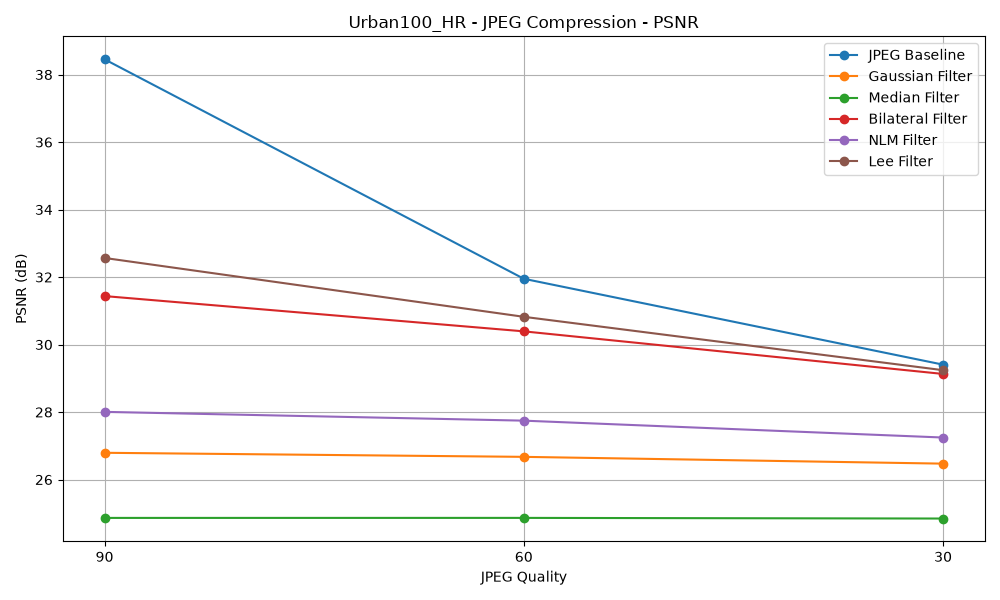 Urban100_HR - JPEG Compression - PSNR
JPEG Baseline
Gaussian Filter
Median Filter
Bilateral Filter
NLM Filter
Lee Filter
PSNR (dB)
38
36
34
32
30
28
26
90
60
30
JPEG Quality